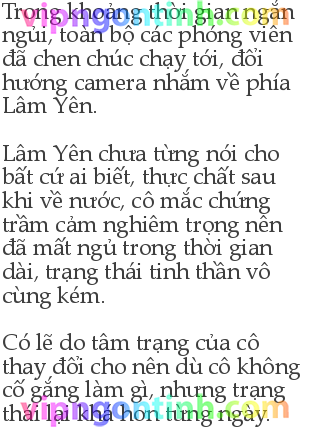 Trong khoảng thời gian ngắn
ngủi, toàn bộ các phóng viên
đã chen chúc chạy tới, đổi
hướng camera nhắm về phía
Lâm Yên.
Lâm Yên chưa từng nói cho
bất cứ ai biết, thực chất sau
khi về nước, cô mắc chứng
trầm cảm nghiêm trọng nên
đã mất ngủ trong thời gian
dài, trạng thái tinh thần vô
cùng kém.
Có lẽ do tâm trạng của cô
thay đổi cho nên dù cô không
cố gắng làm gì, nhưng trạng
thái lại khá hơn từng ngày.
vipngontinh.com
vipngontinh.com